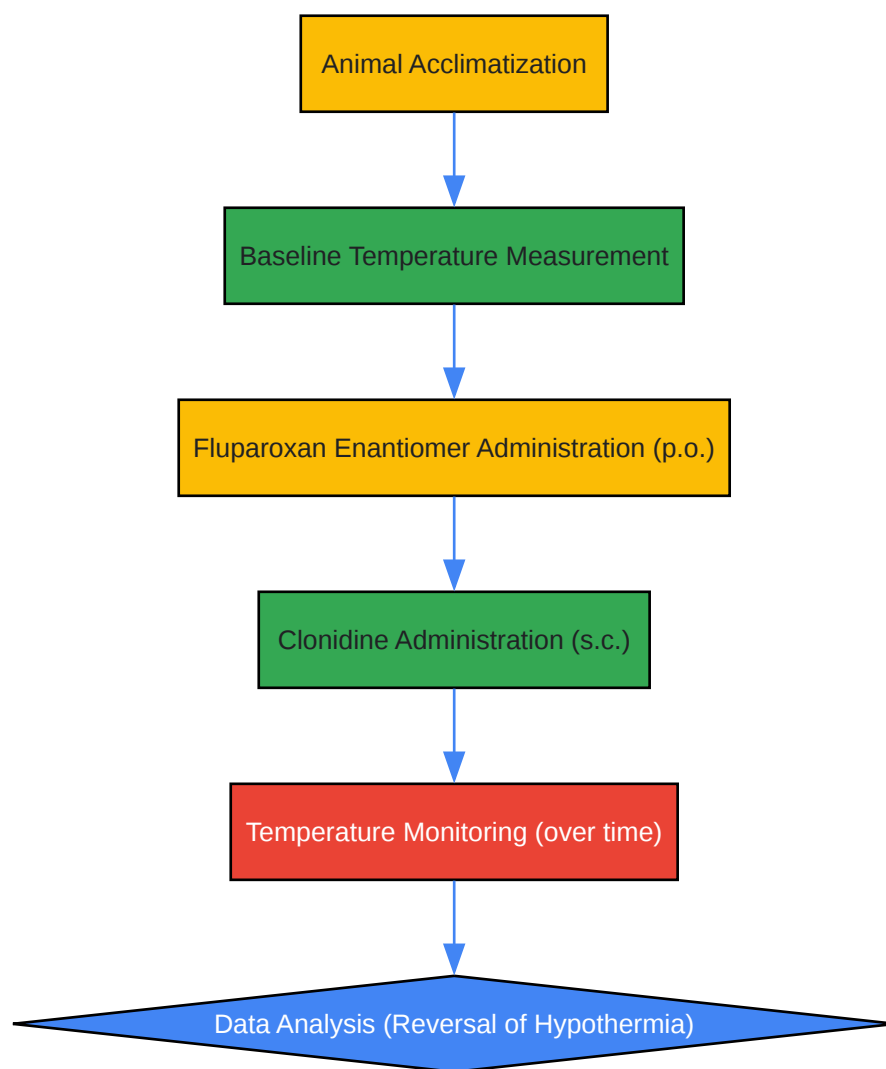 Animal Acclimatization
Baseline Temperature Measurement
Fluparoxan Enantiomer Administration (p.o.)
Clonidine Administration (s.c.)
Temperature Monitoring (over time)
Data Analysis (Reversal of Hypothermia)